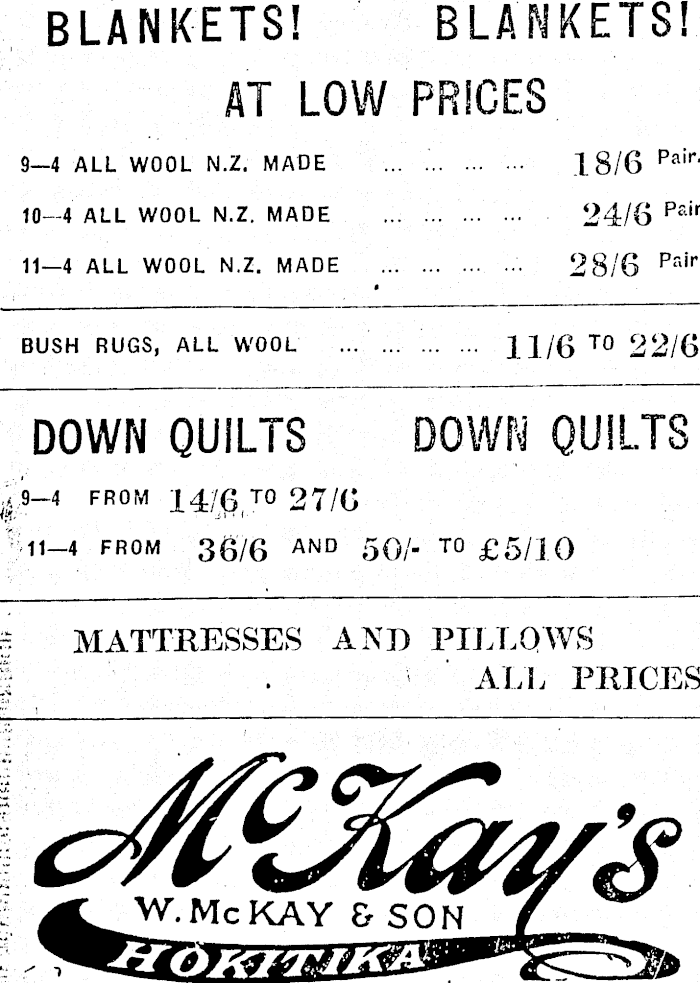 BLANKETS! BLANKETS!
AT LOW PRICES
9—4 ALL WOOL N.Z. MADE ... ... ... ... 18/6 Pair.
10—4 ALL WOOL N.Z. MADE ... ... ... ... 24/6 Pair
11—4 ALL WOOL N.Z. MADE ... ... ... ... 28/6 Pair
BUSH RUGS, ALL WOOL ... ... ... ... 11/6 TO 22/6
DOWN QUILTS DOWN QUILTS
9—4 FROM 14/6 TO 27/6
11—4 FROM 36/6 AND 50/- TO £5/10
MATTRESSES AND PILLOWS
ALL PRICES
McKay's
W. McKAY & SON
HOKITIKA